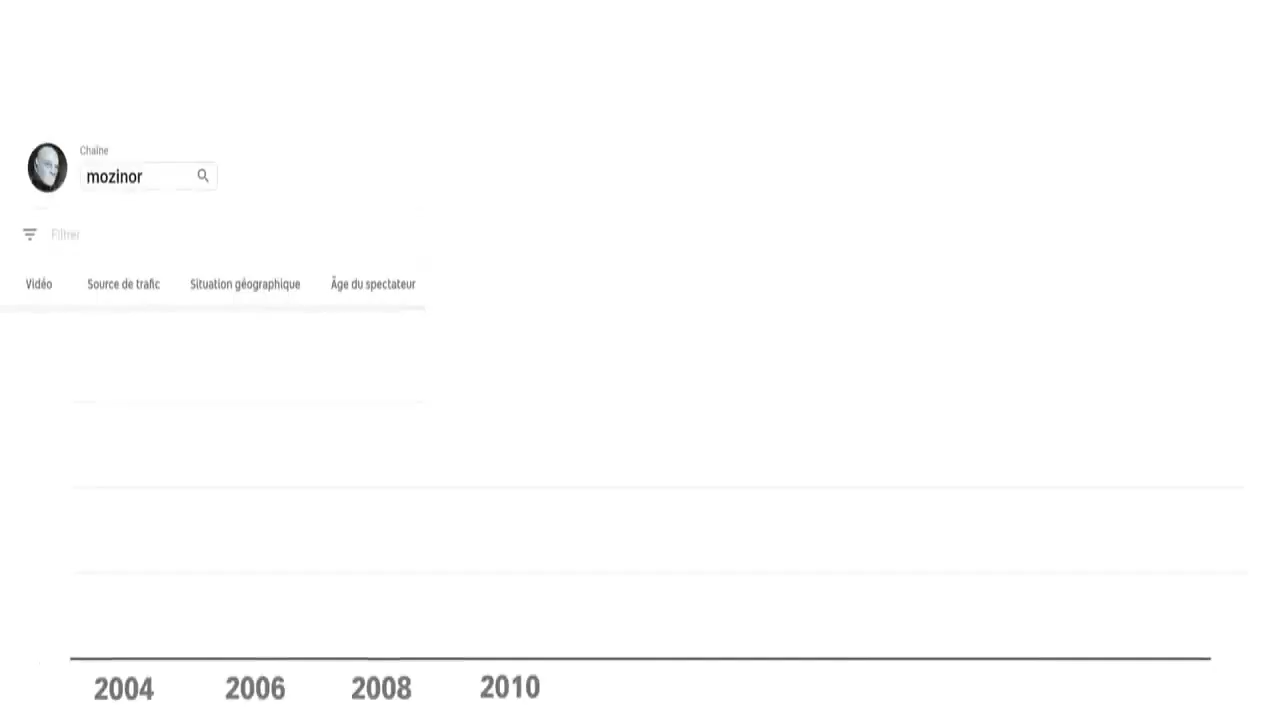 Chaîne
mozinor
Filtrer
Vidéo Source de trafic Situation géographique Âge du spectateur
2004 2006 2008 2010